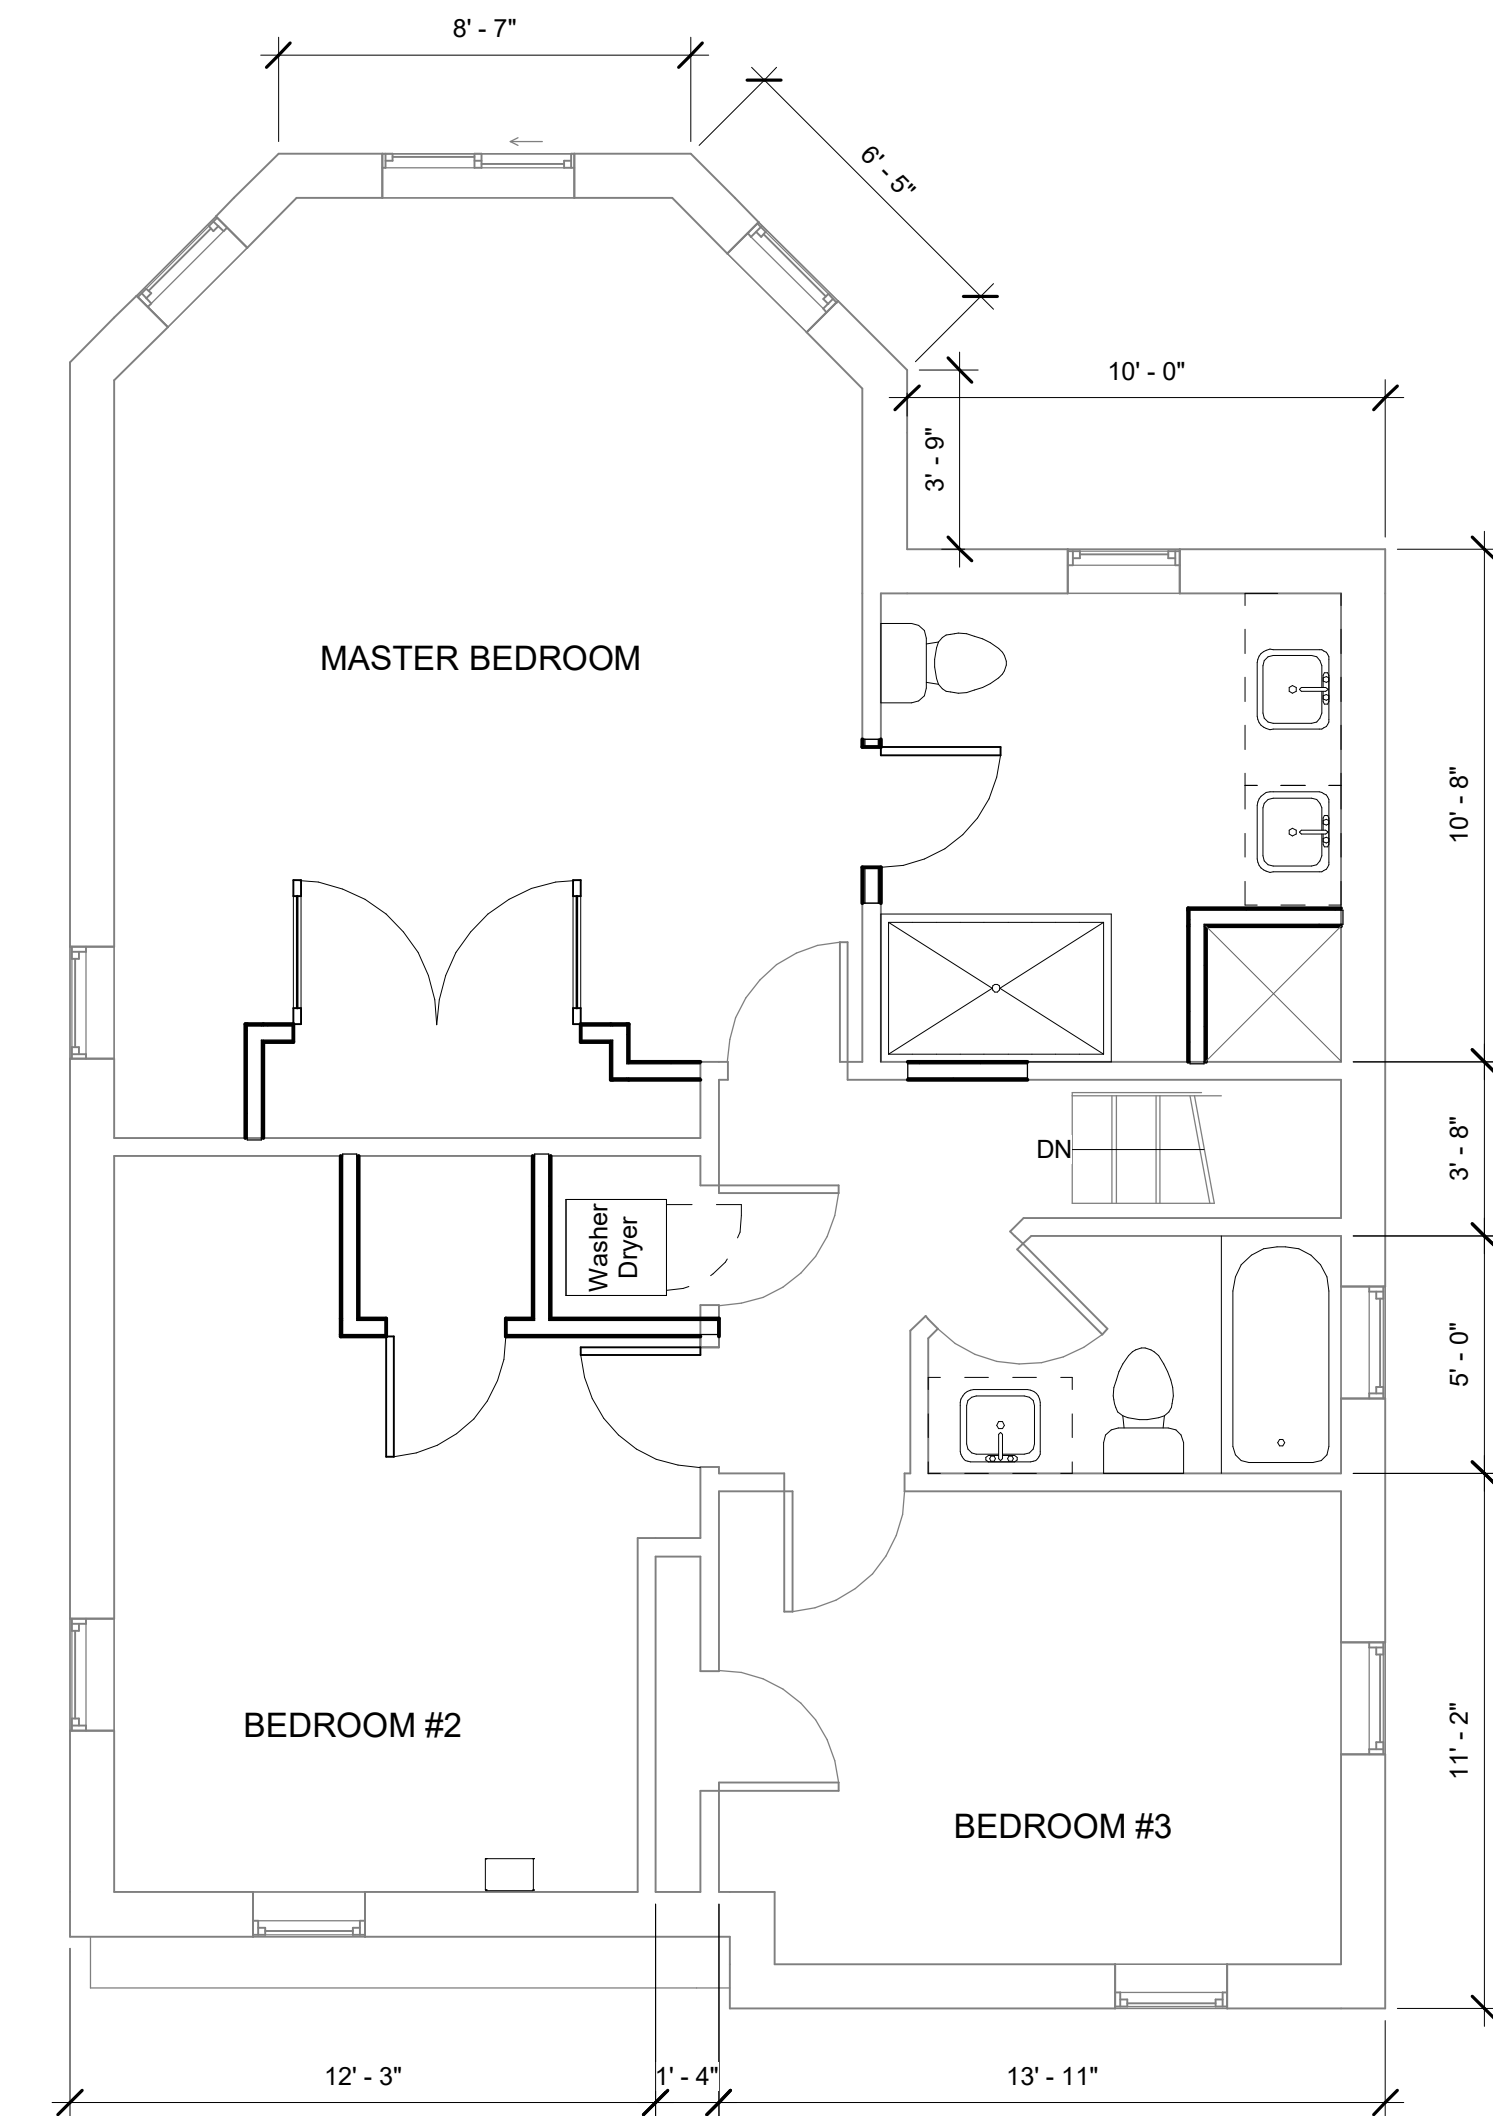 8' - 7"
6' - 5"
10' - 0"
3' - 9"
MASTER BEDROOM
10' - 8"
DN
3' - 8"
Washer
Dryer
5' - 0"
BEDROOM #2
11' - 2"
BEDROOM #3
12' - 3"
1' - 4"
13' - 11"